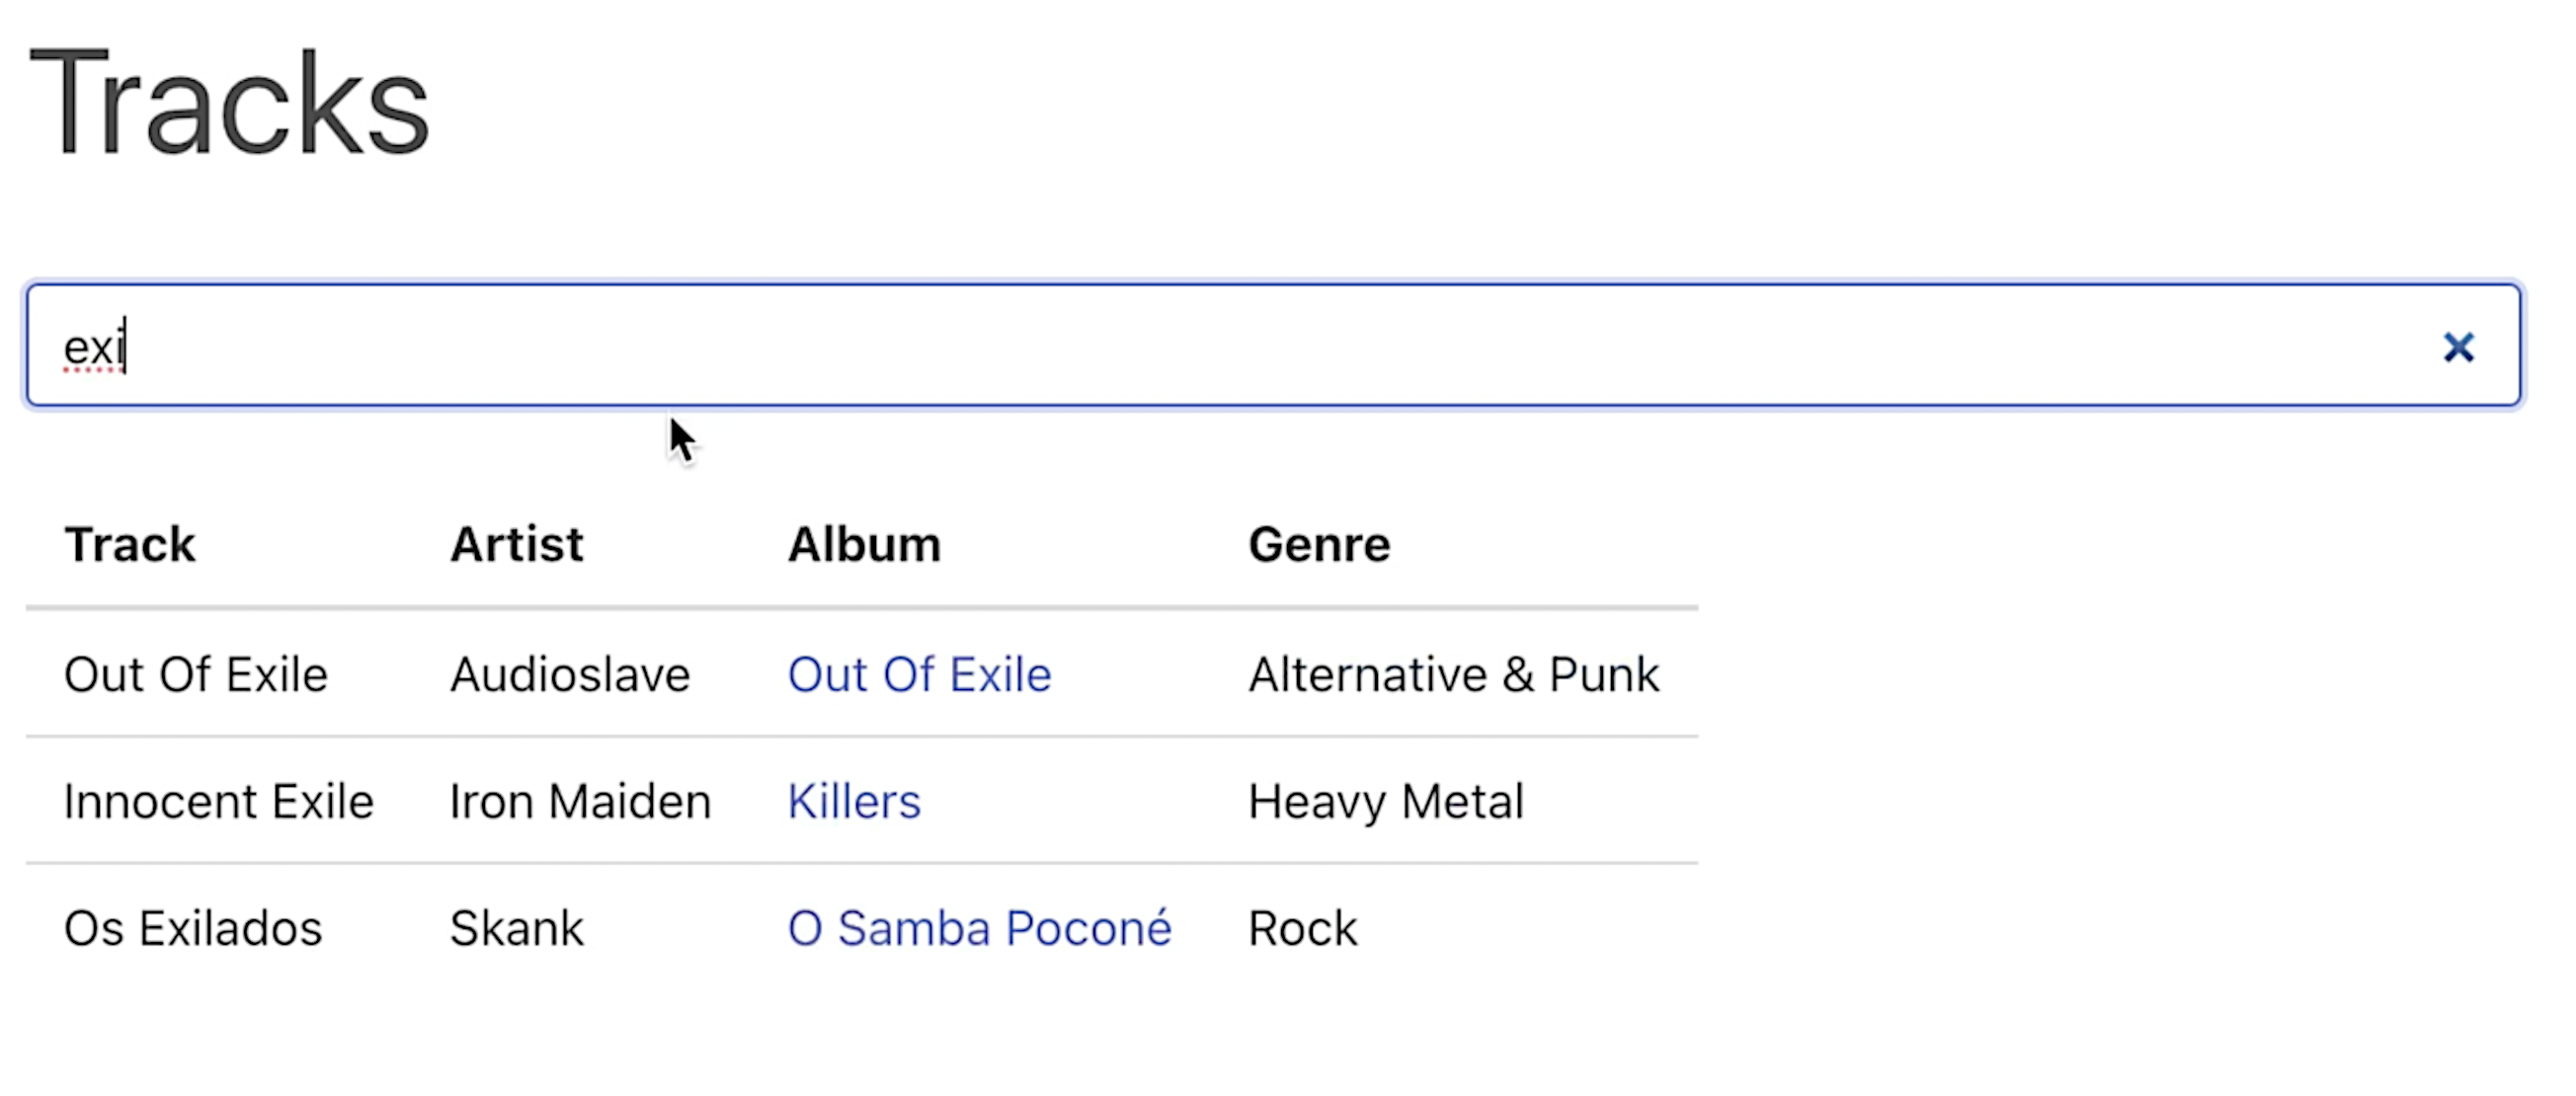 Tracks
exi
Track Artist Album Genre
Out Of Exile Audioslave Out Of Exile Alternative & Punk
Innocent Exile Iron Maiden Killers Heavy Metal
Os Exilados Skank O Samba Poconé Rock